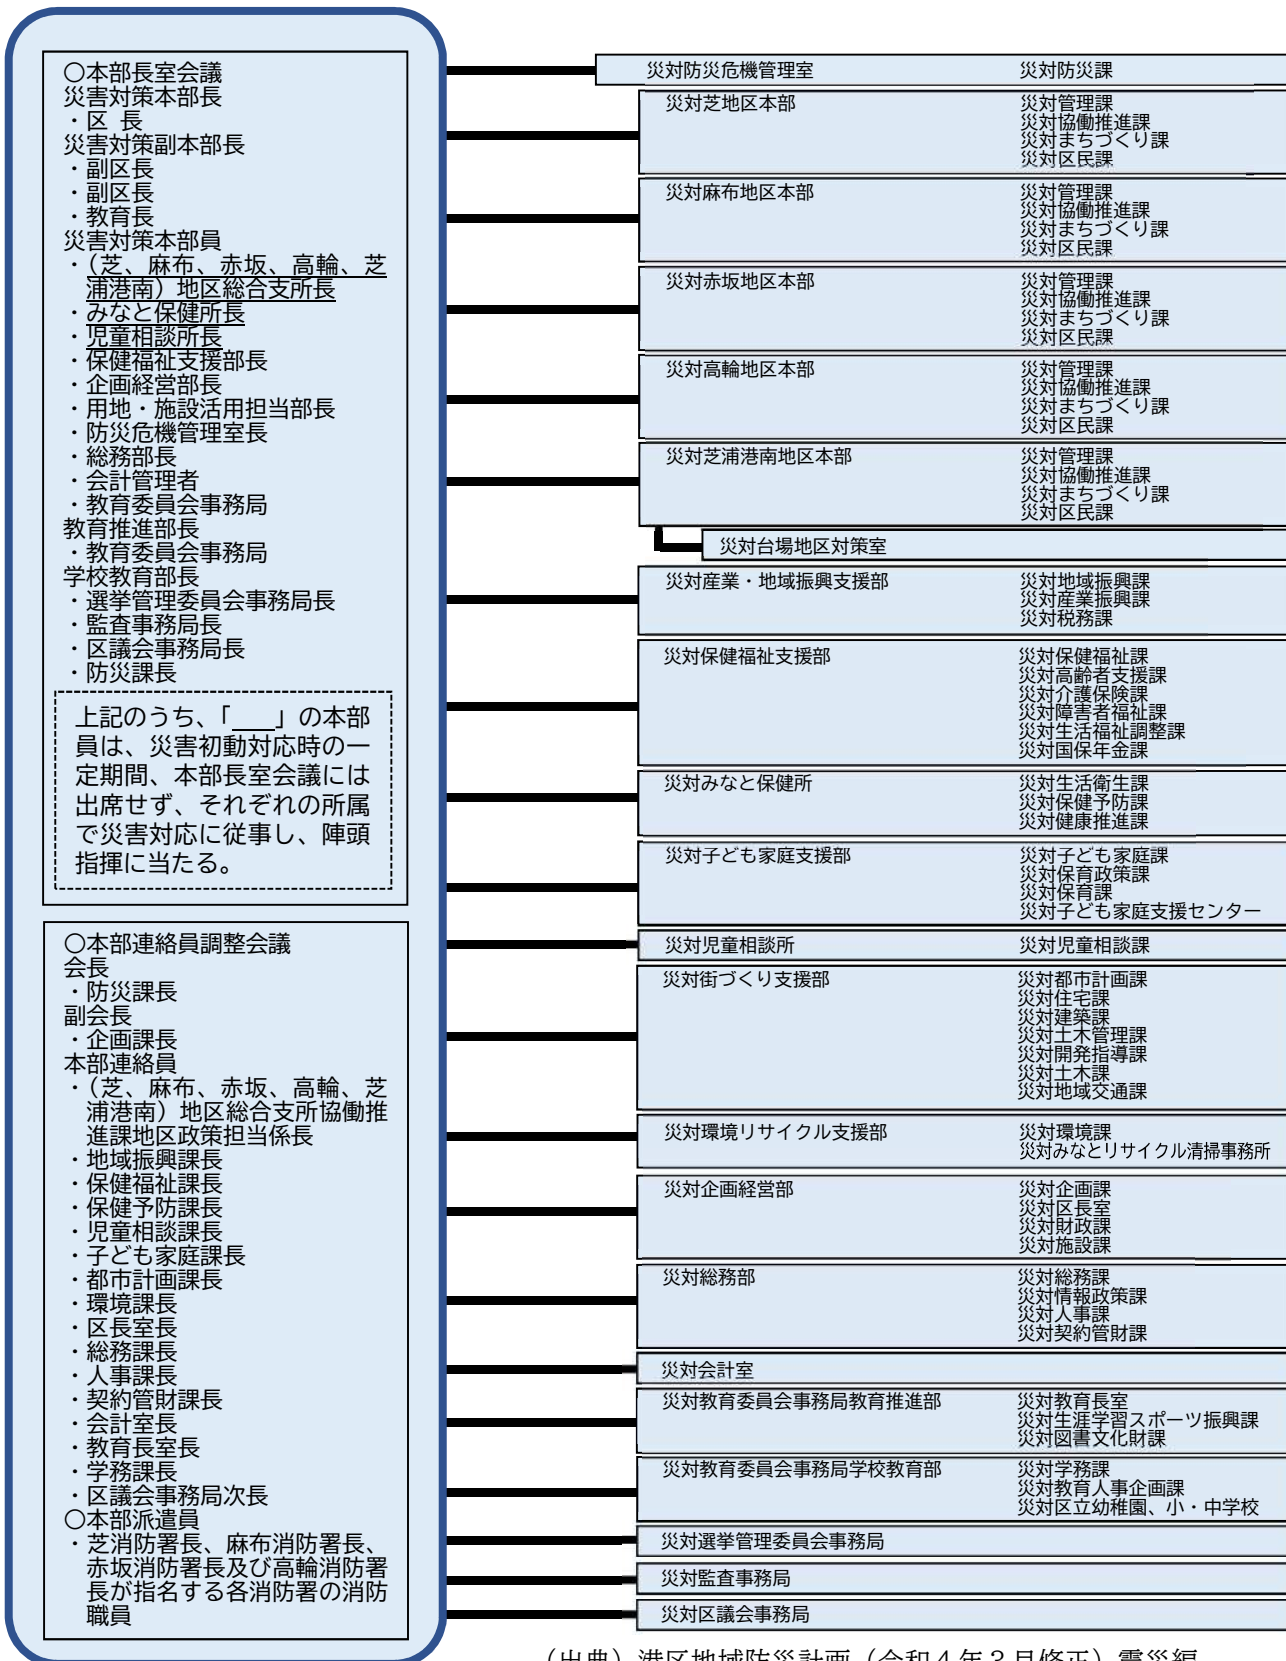 〇本部長室会議
災害対策本部長
・区 長
災害対策副本部長
・副区長
・副区長
・教育長
災害対策本部員
・（芝、麻布、赤坂、高輪、芝
浦港南）地区総合支所長
・みなと保健所長
・児童相談所長
・保健福祉支援部長
・企画経営部長
・用地・施設活用担当部長
・防災危機管理室長
・総務部長
・会計管理者
・教育委員会事務局
教育推進部長
・教育委員会事務局
学校教育部長
・選挙管理委員会事務局長
・監査事務局長
・区議会事務局長
・防災課長
上記のうち、「___」の本部
員は、災害初動対応時の一
定期間、本部長室会議には
出席せず、それぞれの所属
で災害対応に従事し、陣頭
指揮に当たる。
〇本部連絡員調整会議
会長
・防災課長
副会長
・企画課長
本部連絡員
・（芝、麻布、赤坂、高輪、芝
浦港南）地区総合支所協働推
進課地区政策担当係長
・地域振興課長
・保健福祉課長
・保健予防課長
・児童相談課長
・子ども家庭課長
・都市計画課長
・環境課長
・区長室長
・総務課長
・人事課長
・契約管財課長
・会計室長
・教育長室長
・学務課長
・区議会事務局次長
〇本部派遣員
・芝消防署長、麻布消防署長、
赤坂消防署長及び高輪消防署
長が指名する各消防署の消防
職員
災対防災危機管理室 災対防災課
災対芝地区本部 災対管理課
災対協働推進課
災対まちづくり課
災対区民課
災対麻布地区本部 災対管理課
災対協働推進課
災対まちづくり課
災対区民課
災対赤坂地区本部 災対管理課
災対協働推進課
災対まちづくり課
災対区民課
災対高輪地区本部 災対管理課
災対協働推進課
災対まちづくり課
災対区民課
災対芝浦港南地区本部 災対管理課
災対協働推進課
災対まちづくり課
災対区民課
災対台場地区対策室
災対産業・地域振興支援部 災対地域振興課
災対産業振興課
災対税務課
災対保健福祉支援部 災対保健福祉課
災対高齢者支援課
災対介護保険課
災対障害者福祉課
災対生活福祉調整課
災対国保年金課
災対みなと保健所 災対生活衛生課
災対保健予防課
災対健康推進課
災対子ども家庭支援部 災対子ども家庭課
災対保育政策課
災対保育課
災対子ども家庭支援センター
災対児童相談所 災対児童相談課
災対街づくり支援部 災対都市計画課
災対住宅課
災対建築課
災対土木管理課
災対開発指導課
災対土木課
災対地域交通課
災対環境リサイクル支援部 災対環境課
災対みなとリサイクル清掃事務所
災対企画経営部 災対企画課
災対区長室
災対財政課
災対施設課
災対総務部 災対総務課
災対情報政策課
災対人事課
災対契約管財課
災対会計室
災対教育委員会事務局教育推進部 災対教育長室
災対生涯学習スポーツ振興課
災対図書文化財課
災対教育委員会事務局学校教育部 災対学務課
災対教育人事企画課
災対区立幼稚園、小・中学校
災対選挙管理委員会事務局
災対監査事務局
災対区議会事務局
（出典）港区地域防災計画（令和４年３月修正）震災編